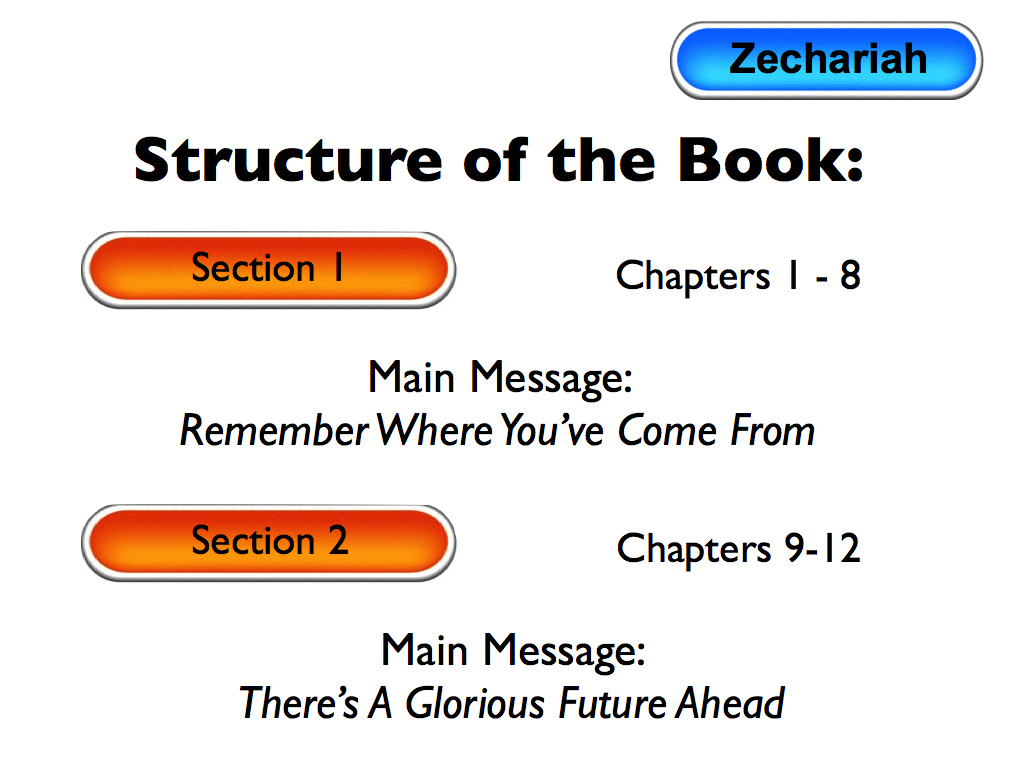 Zechariah
Structure of the Book:
Section 1
Chapters 1 - 8
Main Message:
Remember Where You’ve Come From
Section 2
Chapters 9-12
Main Message:
There’s A Glorious Future Ahead